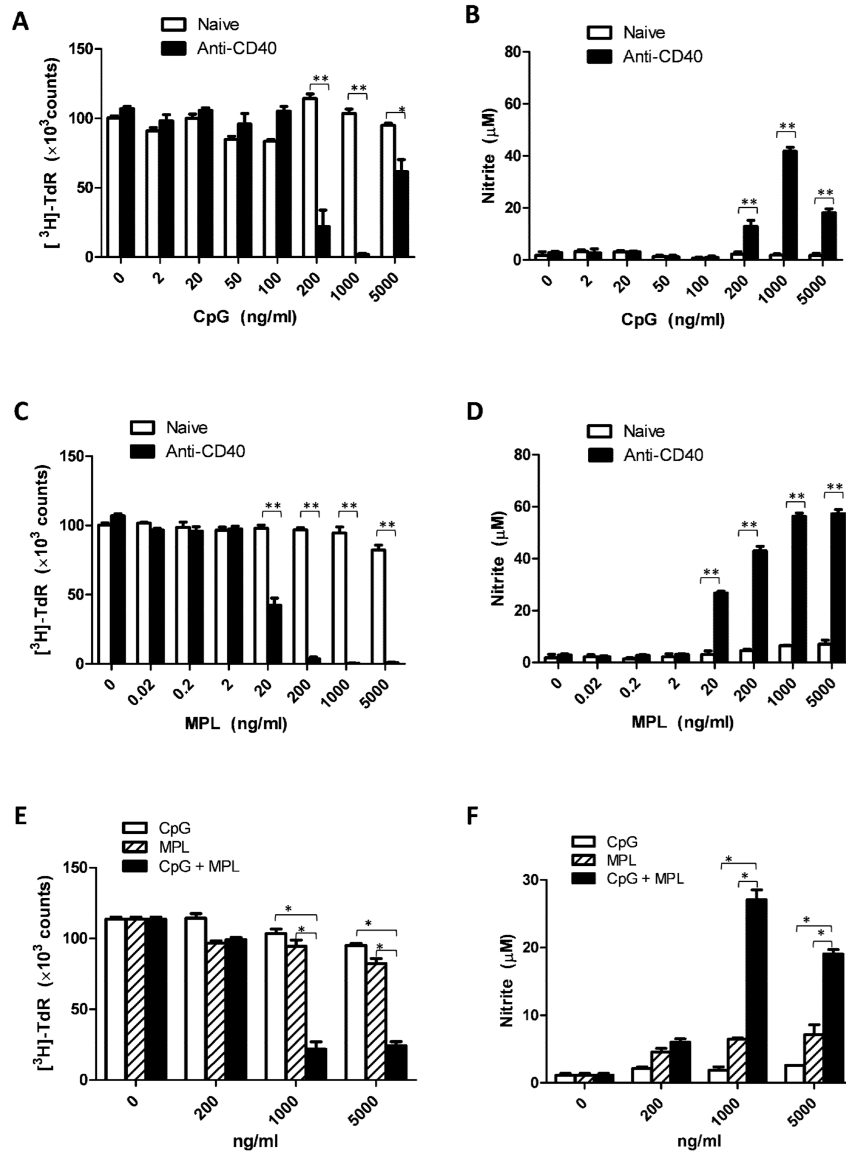 A
Naive
Anti-CD40
[ ³H]-TdR (×10³counts)
150
100
50
0
0 2 20 50 100 200 1000 5000
** ** *
CpG (ng/ml)
B
Naive
Anti-CD40
Nitrite (µM)
80
60
40
20
0
0 2 20 50 100 200 1000 5000
** ** **
CpG (ng/ml)
C
Naive
Anti-CD40
[³H]-TdR (×10³ counts)
150
100
50
0
0 0.02 0.2 2 20 200 1000 5000
** ** ** **
MPL (ng/ml)
D
Naive
Anti-CD40
Nitrite (µM)
80
60
40
20
0
0 0.02 0.2 2 20 200 1000 5000
** ** ** **
MPL (ng/ml)
E
CpG
MPL
CpG + MPL
[³H]-TdR (×10³ counts)
150
100
50
0
0 200 1000 5000
* * * *
ng/ml
F
CpG
MPL
CpG + MPL
Nitrite (µM)
30
20
10
0
0 200 1000 5000
* * * *
ng/ml